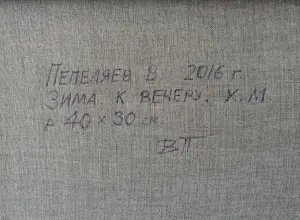 ПЕПЕЛЯЕВ В 2016 г.
ЗИМА. К ВЕЧЕРУ. Х.М.
р 40 х 30 см
ВП